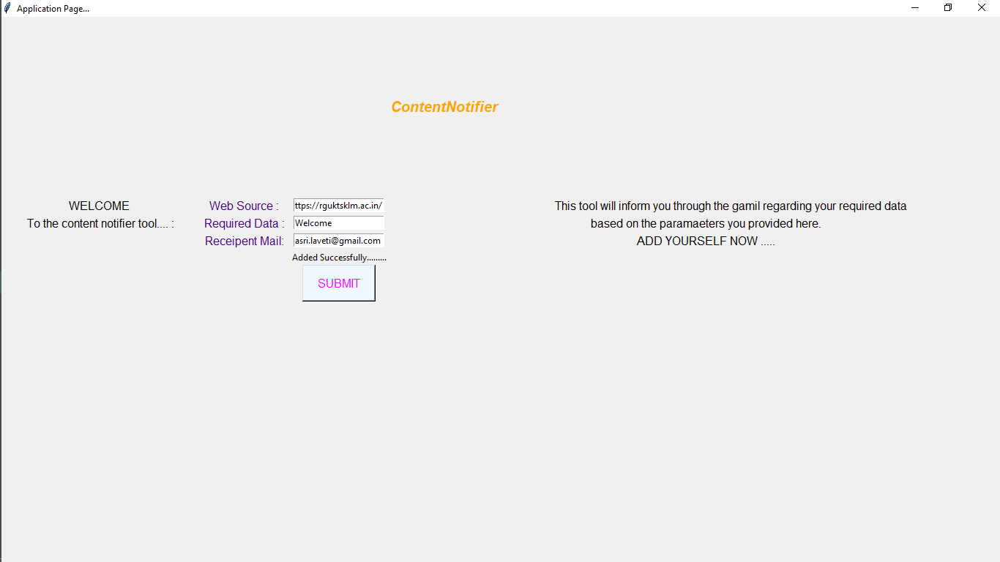 Application Page...
ContentNotifier
WELCOME
To the content notifier tool.... :
Web Source :
ttps://rguktsklm.ac.in/
Required Data :
Welcome
Receipent Mail:
asri.laveti@gmail.com
Added Successfully.........
SUBMIT
This tool will inform you through the gamil regarding your required data
based on the paramaeters you provided here.
ADD YOURSELF NOW .....